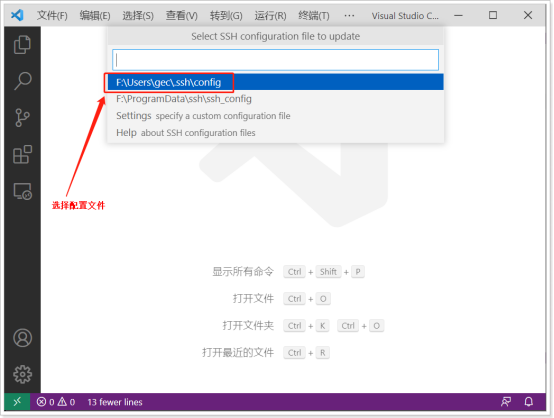 文件(F) 编辑(E) 选择(S) 查看(V) 转到(G) 运行(R) 终端(T) ··· Visual Studio C...
Select SSH configuration file to update
F:\Users\gec\.ssh\config
F:\ProgramData\ssh\ssh_config
Settings specify a custom configuration file
Help about SSH configuration files
选择配置文件
显示所有命令 Ctrl + Shift + P
打开文件 Ctrl + O
打开文件夹 Ctrl + K Ctrl + O
打开最近的文件 Ctrl + R
0 0 13 fewer lines